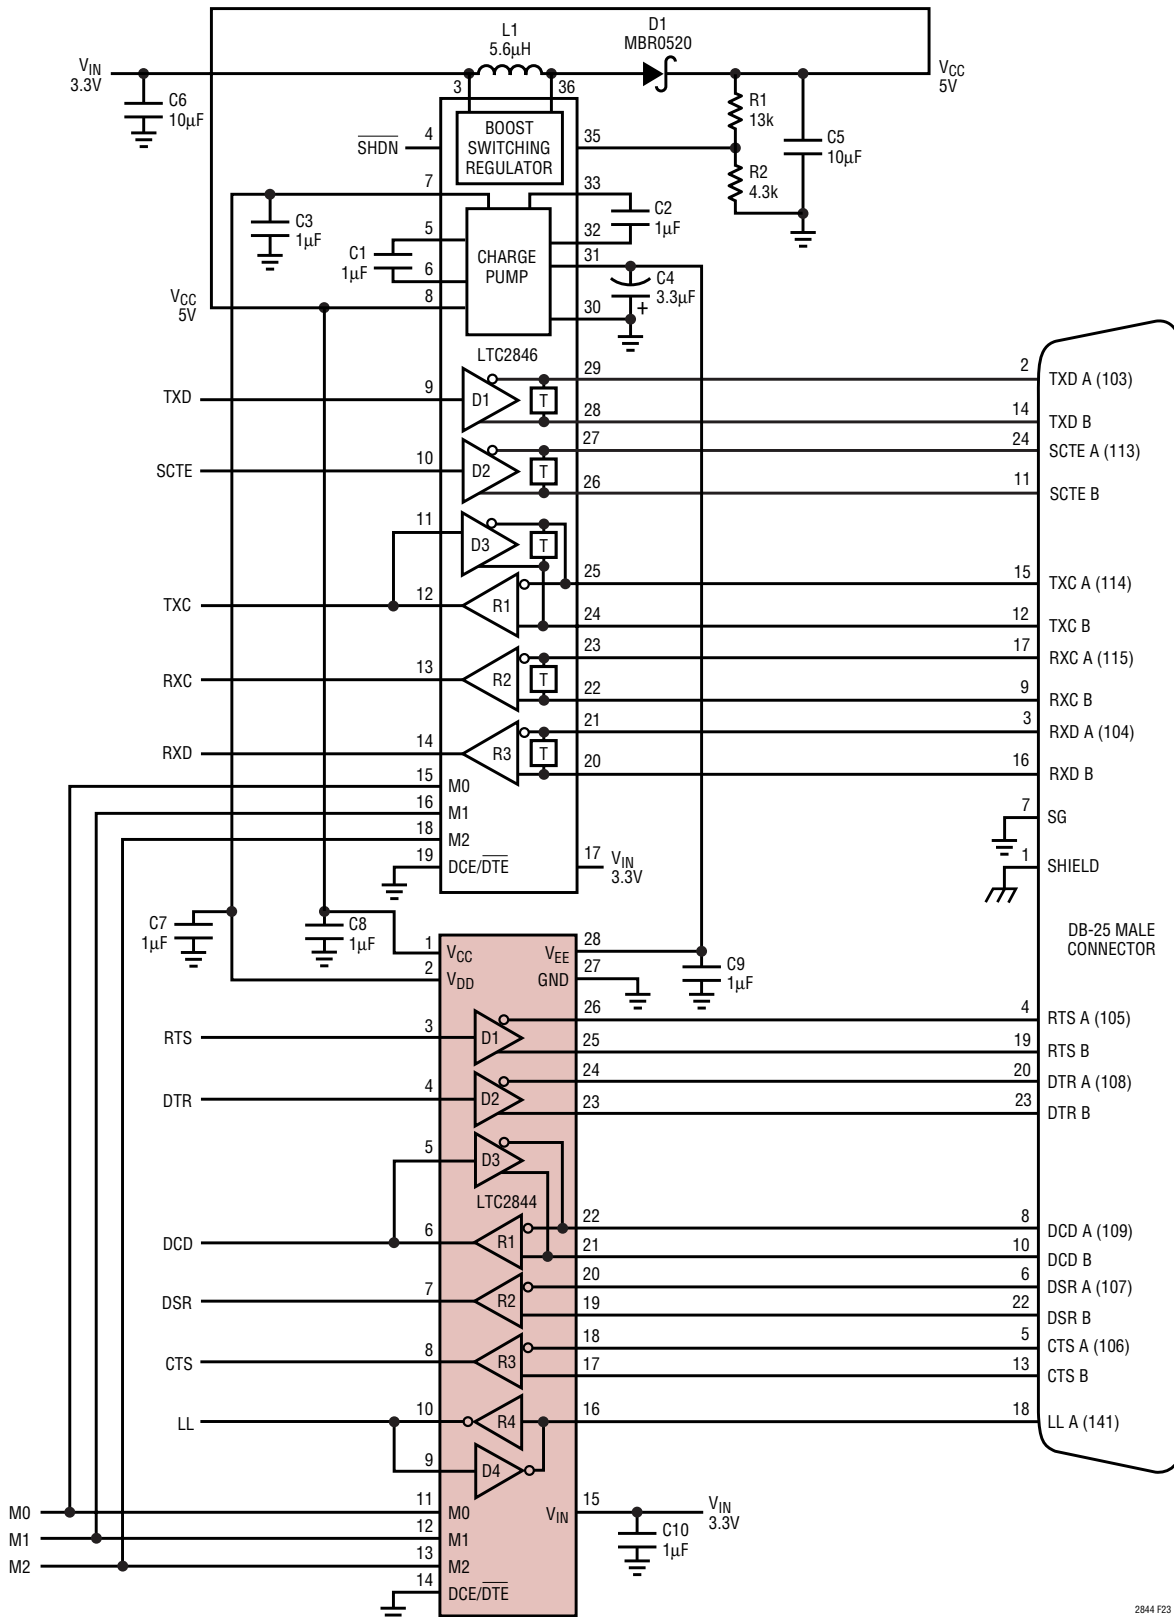 L1
5.6µH
D1
MBR0520
VIN
3.3V
3
36
VCC
5V
C6
10µF
R1
13k
C5
10µF
R2
4.3k
BOOST
SWITCHING
REGULATOR
SHDN
4
35
7
33
C3
1µF
C2
1µF
5
32
C1
1µF
CHARGE
PUMP
31
6
C4
3.3µF
+
VCC
5V
8
30
LTC2846
TXD
9
D1
T
29
2
TXD A (103)
28
14
TXD B
SCTE
10
D2
T
27
24
SCTE A (113)
26
11
SCTE B
11
D3
T
TXC
12
R1
25
15
TXC A (114)
24
12
TXC B
RXC
13
R2
T
23
17
RXC A (115)
22
9
RXC B
RXD
14
R3
T
21
3
RXD A (104)
20
16
RXD B
15
M0
16
M1
18
M2
19
DCE/DTE
17
VIN
3.3V
7
SG
1
SHIELD
DB-25 MALE
CONNECTOR
C7
1µF
C8
1µF
1
VCC
2
VDD
VEE
28
GND
27
C9
1µF
RTS
3
D1
26
4
RTS A (105)
25
19
RTS B
DTR
4
D2
24
20
DTR A (108)
23
23
DTR B
5
D3
LTC2844
DCD
6
R1
22
8
DCD A (109)
21
10
DCD B
DSR
7
R2
20
6
DSR A (107)
19
22
DSR B
CTS
8
R3
18
5
CTS A (106)
17
13
CTS B
LL
10
R4
16
18
LL A (141)
9
D4
M0
11
M0
VIN
15
VIN
3.3V
M1
12
M1
C10
1µF
M2
13
M2
14
DCE/DTE
2844 F23